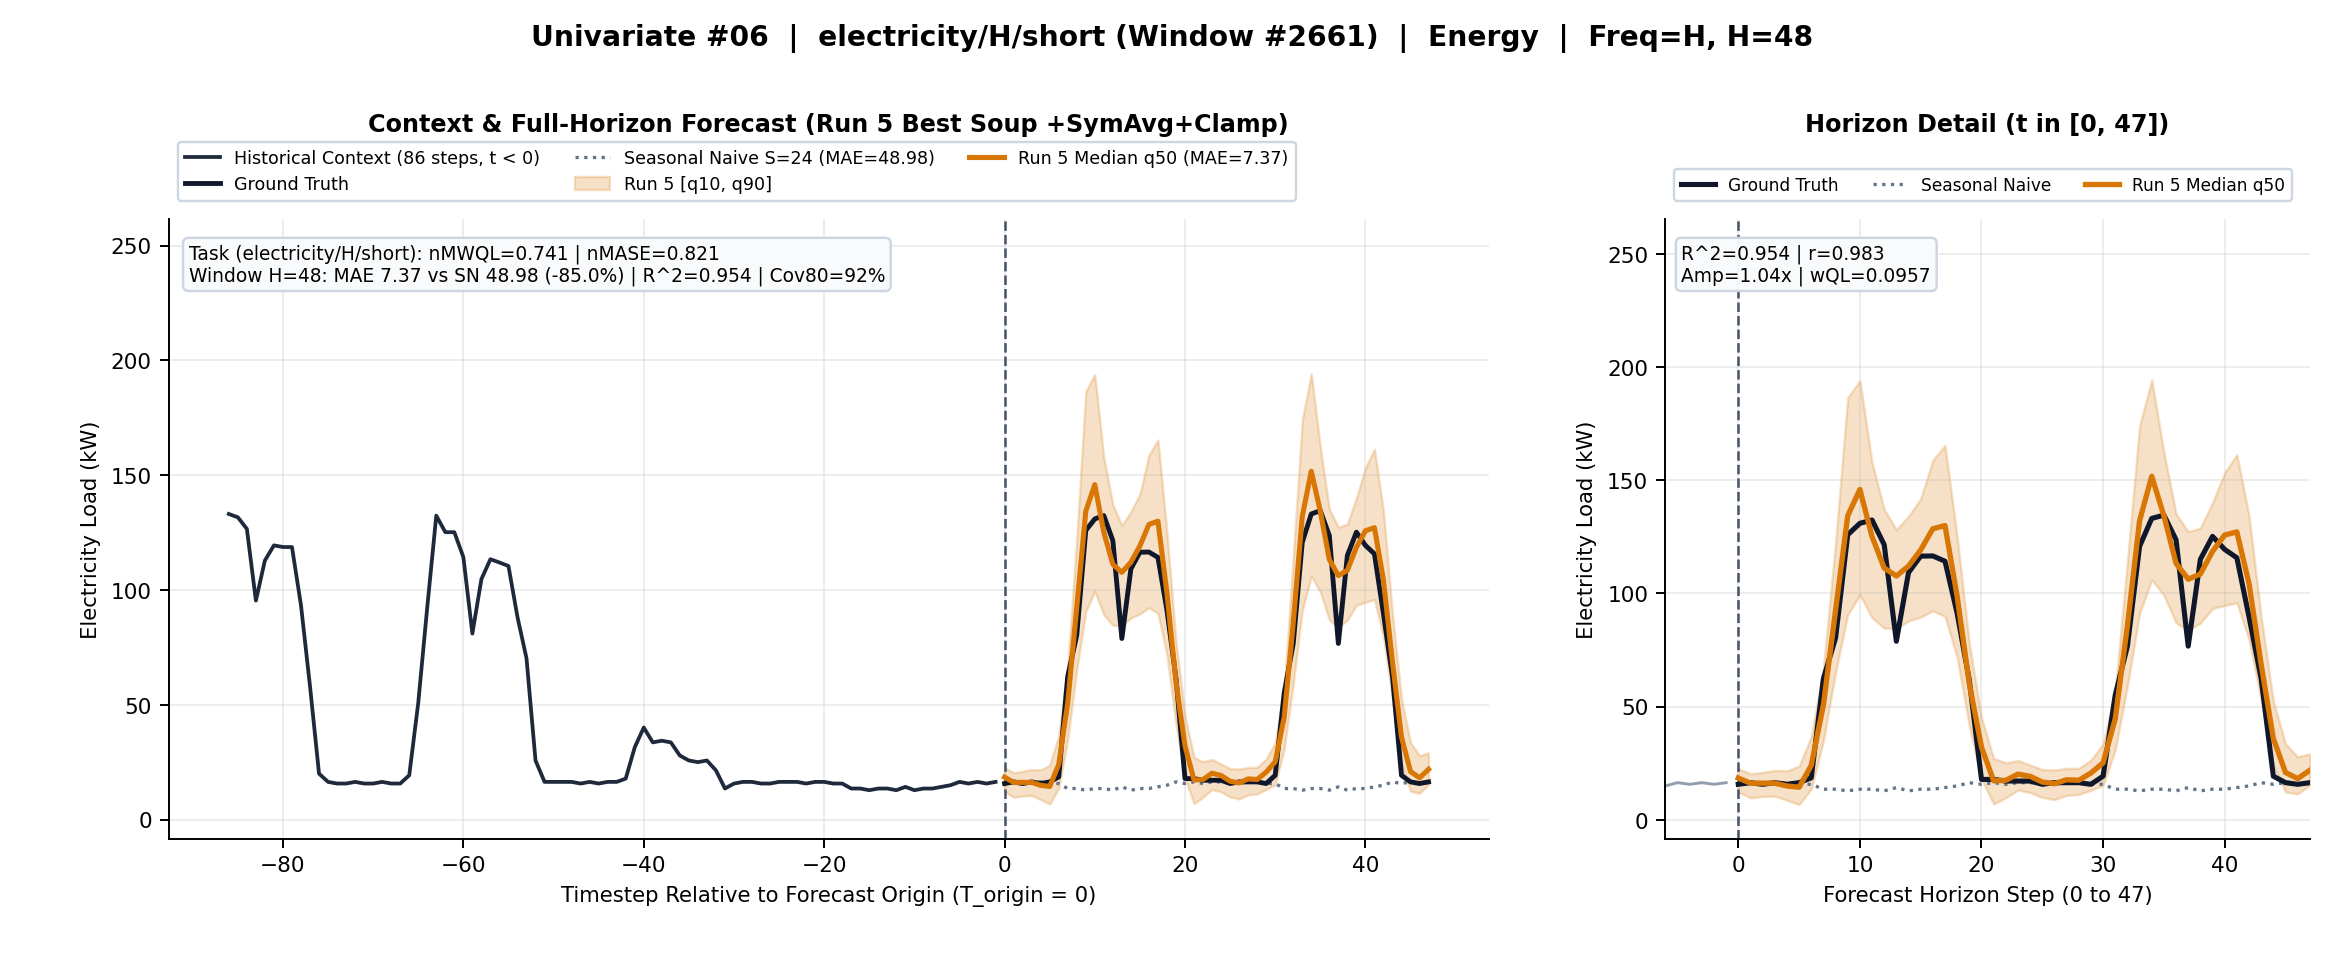 Univariate #06 | electricity/H/short (Window #2661) | Energy | Freq=H, H=48
Context & Full-Horizon Forecast (Run 5 Best Soup +SymAvg+Clamp)
Historical Context (86 steps, t < 0)
Ground Truth
Seasonal Naive S=24 (MAE=48.98)
Run 5 [q10, q90]
Run 5 Median q50 (MAE=7.37)
Task (electricity/H/short): nMWQL=0.741 | nMASE=0.821
Window H=48: MAE 7.37 vs SN 48.98 (-85.0%) | R^2=0.954 | Cov80=92%
250
200
150
100
50
0
Electricity Load (kW)
−80
−60
−40
−20
0
20
40
Timestep Relative to Forecast Origin (T_origin = 0)
Horizon Detail (t in [0, 47])
Ground Truth
Seasonal Naive
Run 5 Median q50
R^2=0.954 | r=0.983
Amp=1.04x | wQL=0.0957
250
200
150
100
50
0
Electricity Load (kW)
0
10
20
30
40
Forecast Horizon Step (0 to 47)